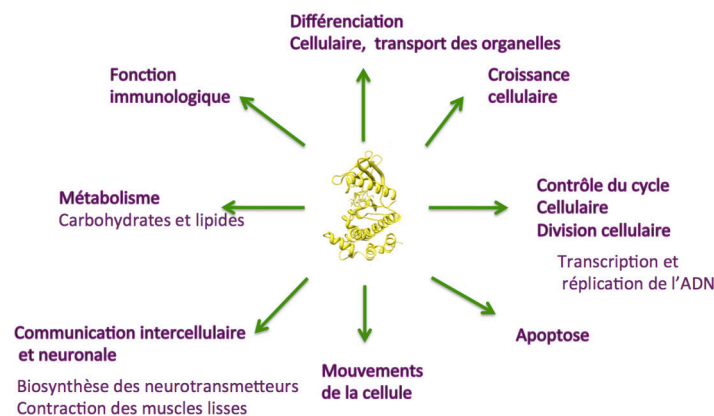 Différenciation
Cellulaire, transport des organelles
Fonction
immunologique
Croissance
cellulaire
Métabolisme
Carbohydrates et lipides
Contrôle du cycle
Cellulaire
Division cellulaire
Transcription et
réplication de l'ADN
Communication intercellulaire
et neuronale
Biosynthèse des neurotransmetteurs
Contraction des muscles lisses
Mouvements
de la cellule
Apoptose